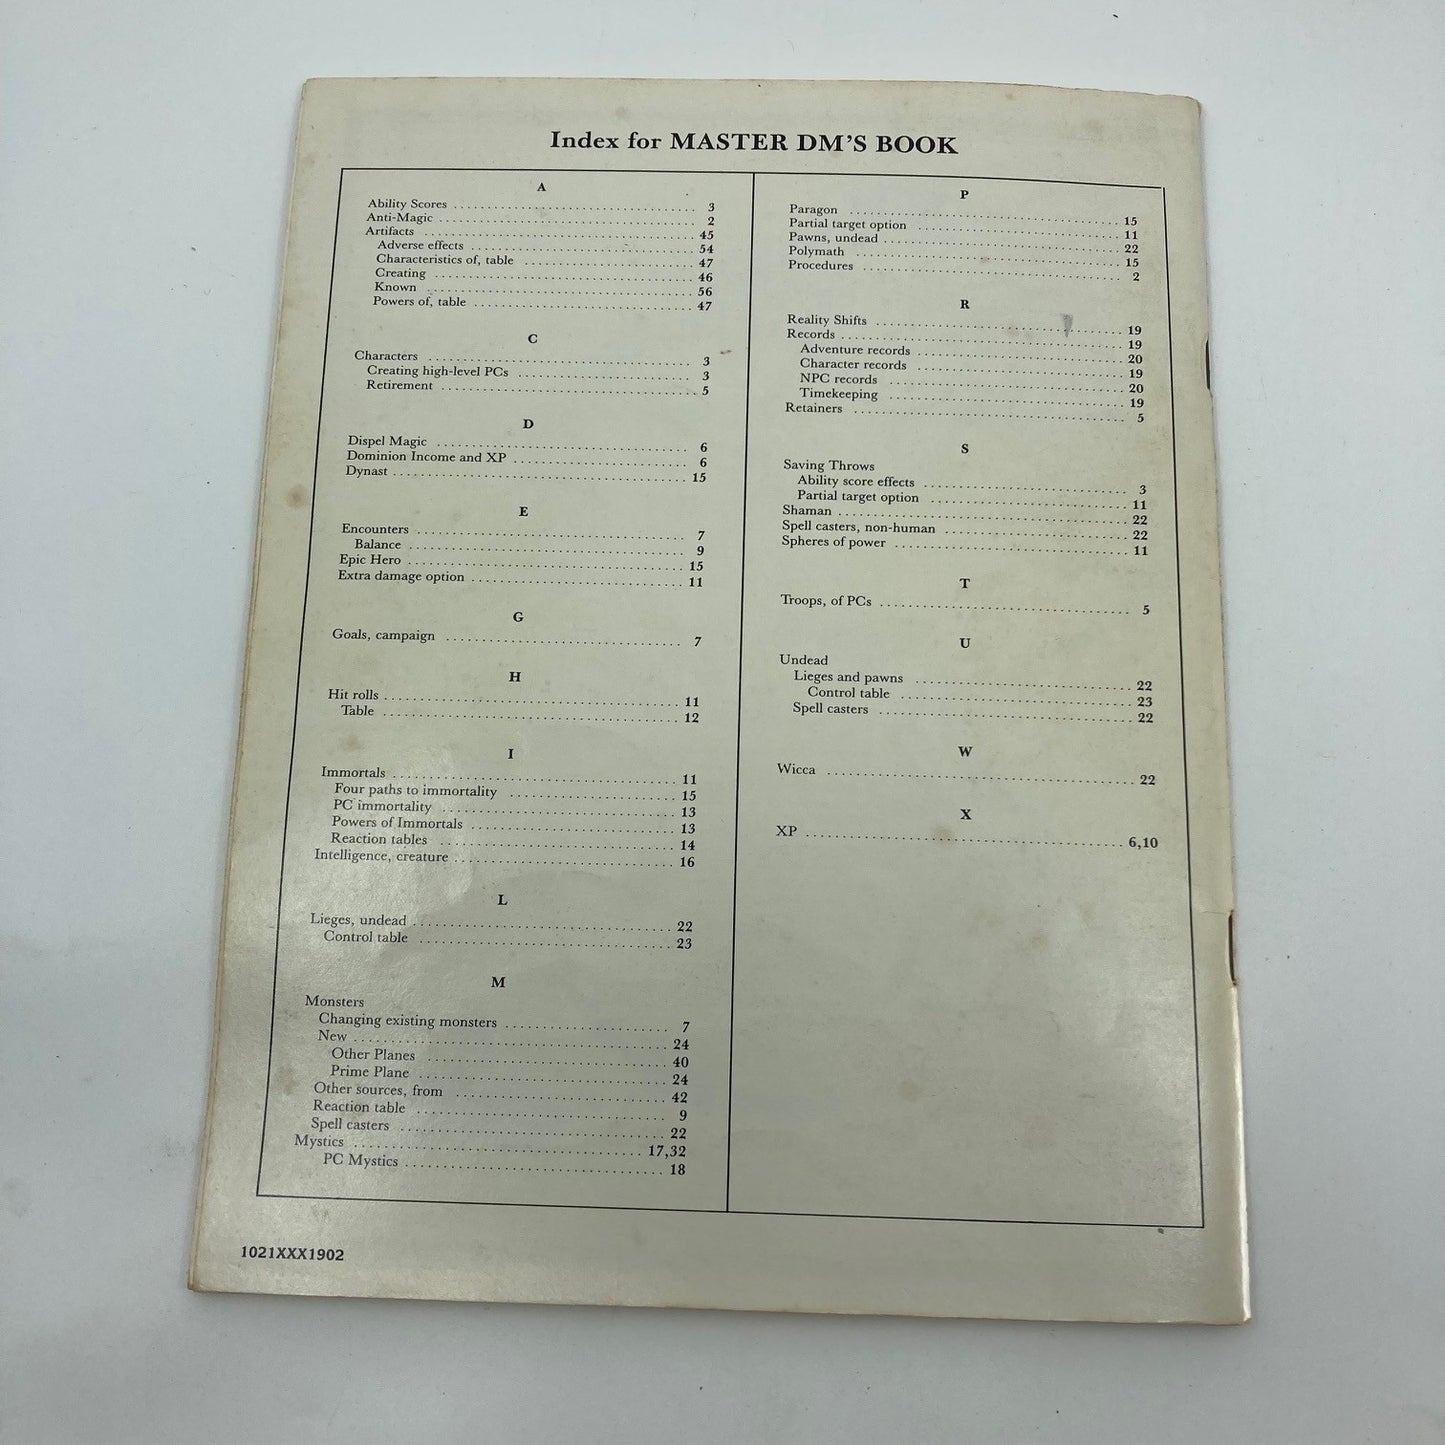 Index for MASTER DM'S BOOK
A
Ability Scores ........ 3
Anti-Magic ........ 2
Artifacts ........ 45
Adverse effects ........ 54
Characteristics of, table ........ 47
Creating ........ 46
Known ........ 56
Powers of, table ........ 47
C
Characters ........ 3
Creating high-level PCs ........ 3
Retirement ........ 5
D
Dispel Magic ........ 6
Dominion Income and XP ........ 6
Dynast ........ 15
E
Encounters ........ 7
Balance ........ 9
Epic Hero ........ 15
Extra damage option ........ 11
G
Goals, campaign ........ 7
H
Hit rolls ........ 11
Table ........ 12
I
Immortals ........ 11
Four paths to immortality ........ 15
PC immortality ........ 13
Powers of Immortals ........ 13
Reaction tables ........ 14
Intelligence, creature ........ 16
L
Lieges, undead ........ 22
Control table ........ 23
M
Monsters
Changing existing monsters ........ 7
New ........ 24
Other Planes ........ 40
Prime Plane ........ 24
Other sources, from ........ 42
Reaction table ........ 9
Spell casters ........ 22
Mystics ........ 17,32
PC Mystics ........ 18
P
Paragon ........ 15
Partial target option ........ 11
Pawns, undead ........ 22
Polymath ........ 15
Procedures ........ 2
R
Reality Shifts ........ 19
Records ........ 19
Adventure records ........ 20
Character records ........ 19
NPC records ........ 20
Timekeeping ........ 19
Retainers ........ 5
S
Saving Throws
Ability score effects ........ 3
Partial target option ........ 11
Shaman ........ 22
Spell casters, non-human ........ 22
Spheres of power ........ 11
T
Troops, of PCs ........ 5
U
Undead
Lieges and pawns ........ 22
Control table ........ 23
Spell casters ........ 22
W
Wicca ........ 22
X
XP ........ 6,10
1021XXX1902